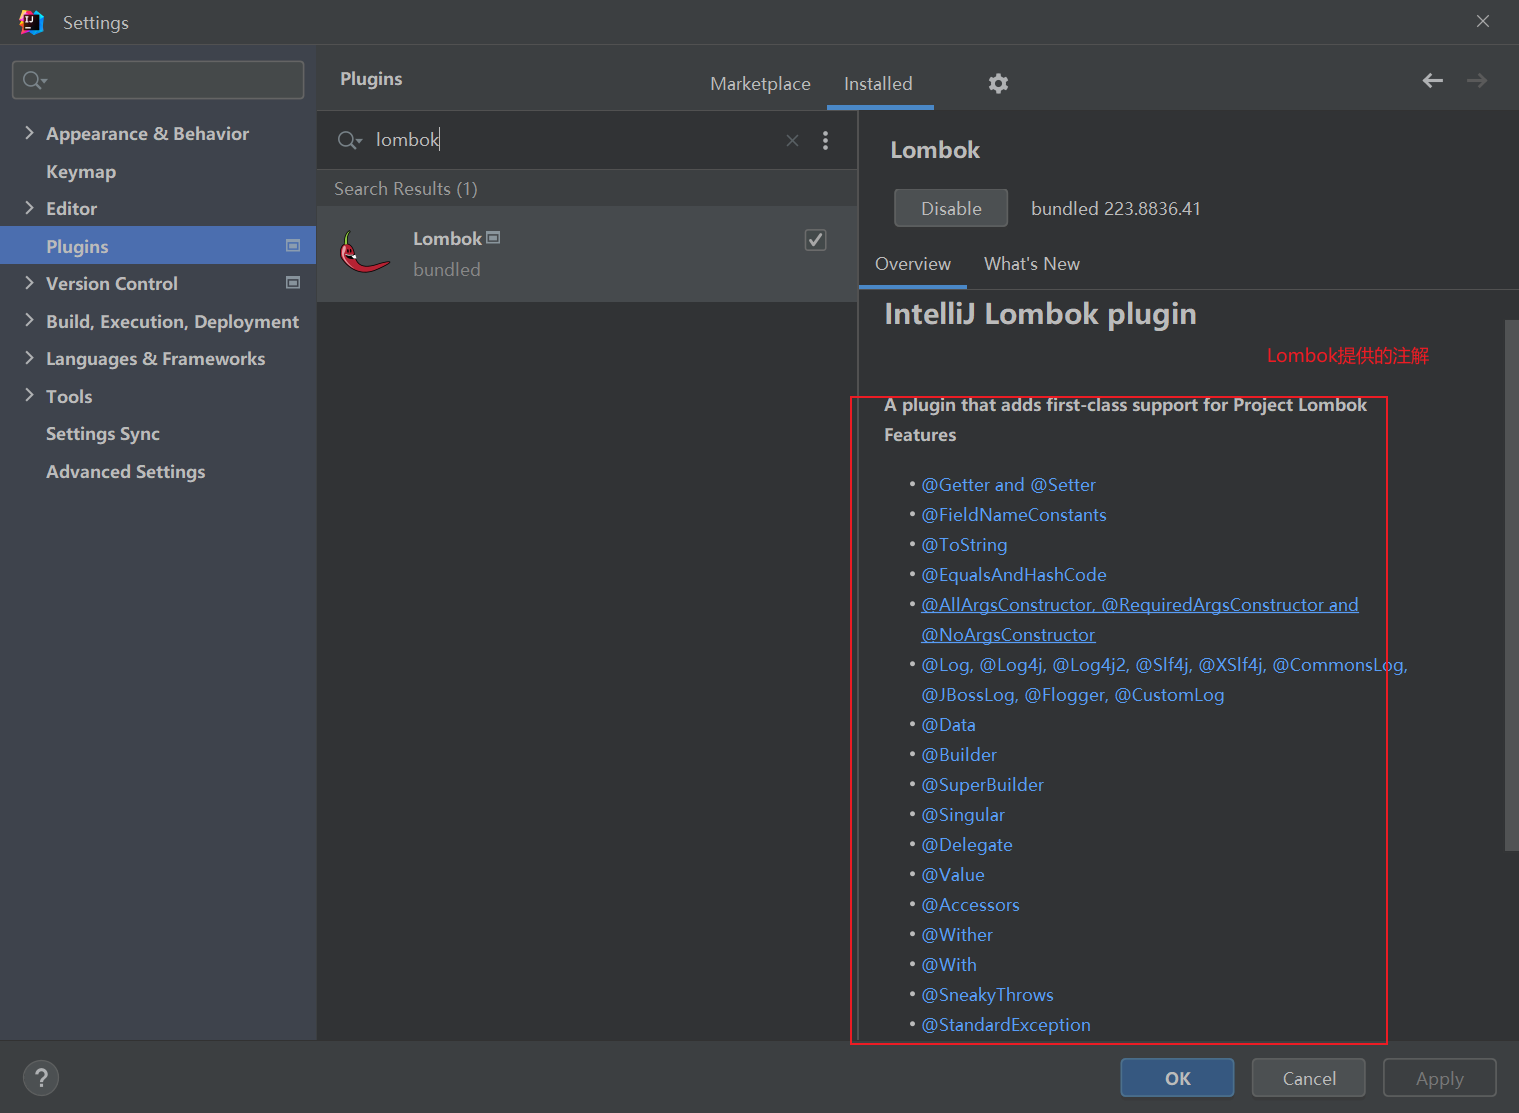 Settings
Appearance & Behavior
Keymap
Editor
Plugins
Version Control
Build, Execution, Deployment
Languages & Frameworks
Tools
Settings Sync
Advanced Settings
Plugins
Marketplace
Installed
lombok
Search Results (1)
Lombok
bundled
Lombok
Disable
bundled 223.8836.41
Overview
What's New
IntelliJ Lombok plugin
Lombok提供的注解
A plugin that adds first-class support for Project Lombok
Features
• @Getter and @Setter
• @FieldNameConstants
• @ToString
• @EqualsAndHashCode
• @AllArgsConstructor, @RequiredArgsConstructor and
@NoArgsConstructor
• @Log, @Log4j, @Log4j2, @Slf4j, @XSlf4j, @CommonsLog,
@JBossLog, @Flogger, @CustomLog
• @Data
• @Builder
• @SuperBuilder
• @Singular
• @Delegate
• @Value
• @Accessors
• @Wither
• @With
• @SneakyThrows
• @StandardException
?
OK
Cancel
Apply